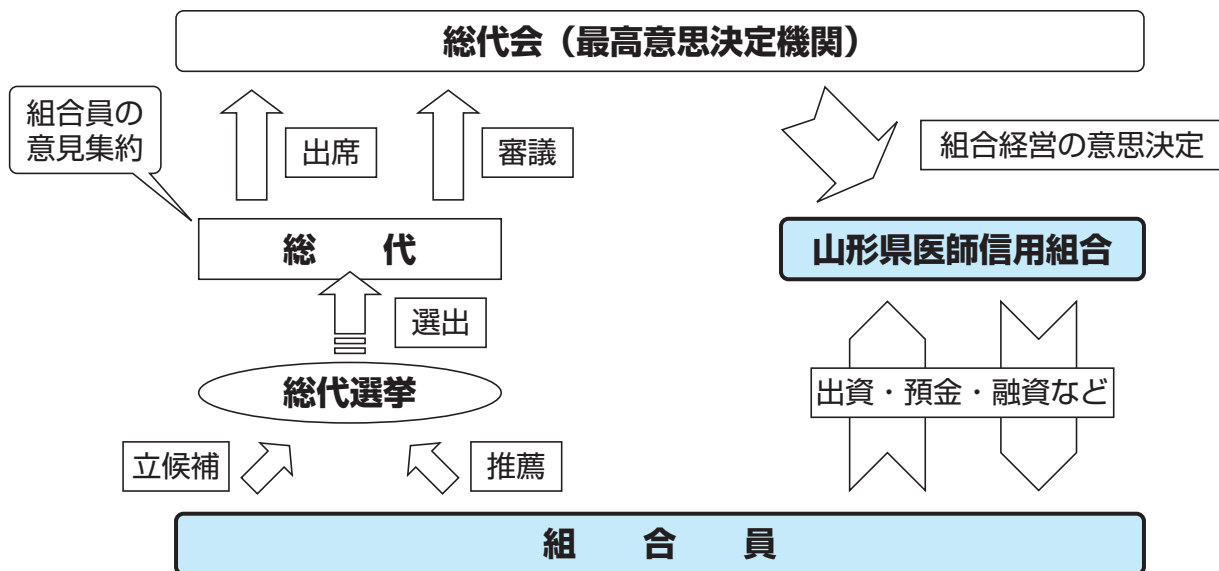 総代会（最高意思決定機関）
組合員の
意見集約
出席
審議
組合経営の意思決定
総　代
山形県医師信用組合
選出
総代選挙
出資・預金・融資など
立候補
推薦
組　合　員